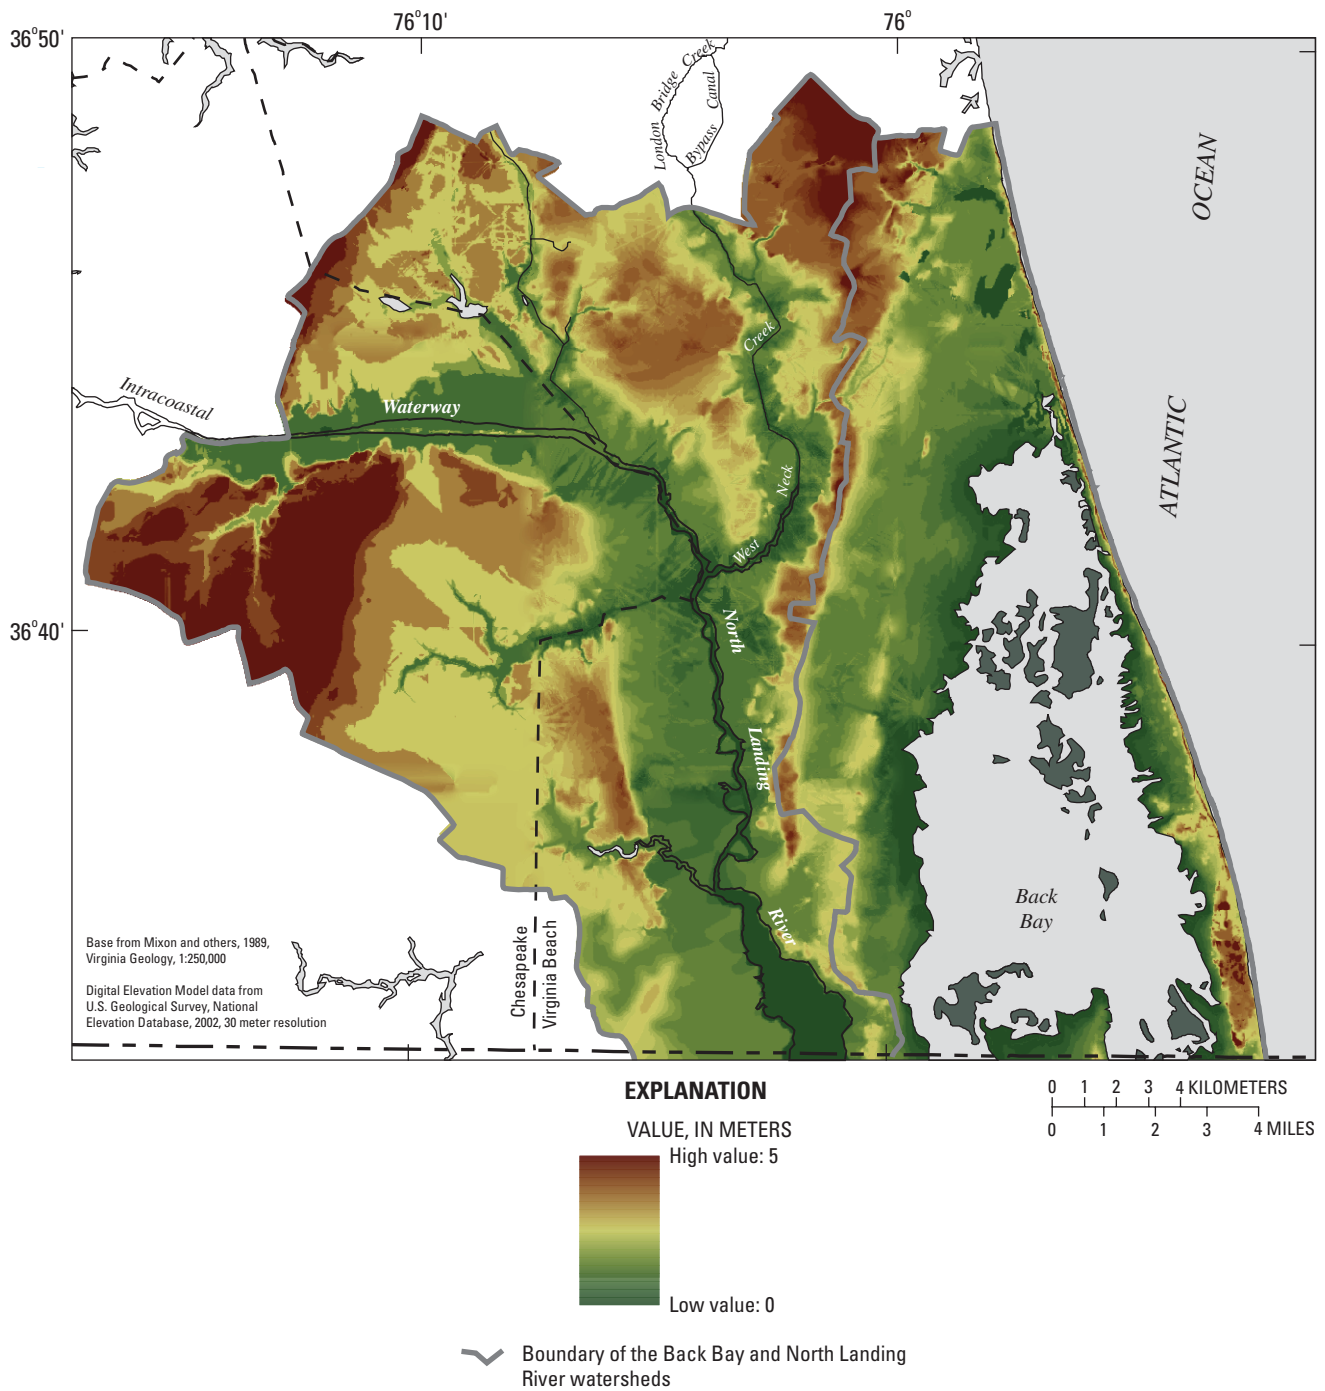 76°10'
76°
36°50'
London Bridge Creek
Bypass Canal
OCEAN
ATLANTIC
Creek
Intracoastal
Waterway
Neck
West
36°40'
North
Landing
River
Back
Bay
Chesapeake
Virginia Beach
Base from Mixon and others, 1989,
Virginia Geology, 1:250,000
Digital Elevation Model data from
U.S. Geological Survey, National
Elevation Database, 2002, 30 meter resolution
EXPLANATION
0 1 2 3 4 KILOMETERS
0 1 2 3 4 MILES
VALUE, IN METERS
High value: 5
Low value: 0
Boundary of the Back Bay and North Landing
River watersheds